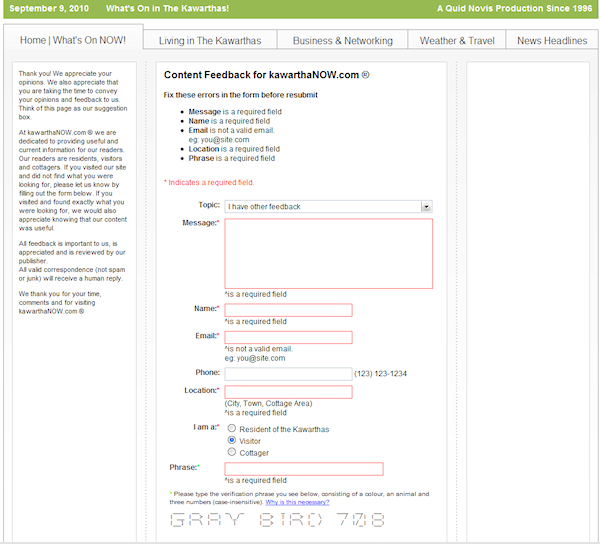 September 9, 2010 What's On in The Kawarthas! A Quid Novis Production Since 1996
Home | What's On NOW! Living in The Kawarthas Business & Networking Weather & Travel News Headlines
Thank you! We appreciate your
opinions. We also appreciate that
you are taking the time to convey
your opinions and feedback to us.
Think of this page as our suggestion
box.
At kawarthaNOW.com ® we are
dedicated to providing useful and
current information for our readers.
Our readers are residents, visitors
and cottagers. If you visited our site
and did not find what you were
looking for, please let us know by
filling out the form below. If you
visited and found exactly what you
were looking for, we would also
appreciate knowing that our content
was useful.
All feedback is important to us, is
appreciated and is reviewed by our
publisher.
All valid correspondence (not spam
or junk) will receive a human reply.
We thank you for your time,
comments and for visiting
kawarthaNOW.com ®
Content Feedback for kawarthaNOW.com ®
Fix these errors in the form before resubmit
• Message is a required field
• Name is a required field
• Email is not a valid email.
eg: you@site.com
• Location is a required field
• Phrase is a required field
* Indicates a required field.
Topic: I have other feedback
Message:*
^is a required field
Name:*
^is a required field
Email:*
^is not a valid email.
eg: you@site.com
Phone: (123) 123-1234
Location:*
(City, Town, Cottage Area)
^is a required field
I am a:* Resident of the Kawarthas
Visitor
Cottager
Phrase:*
* Please type the verification phrase you see below, consisting of a colour, an animal and
three numbers (case-insensitive). Why is this necessary?
GRAY BIRD 708